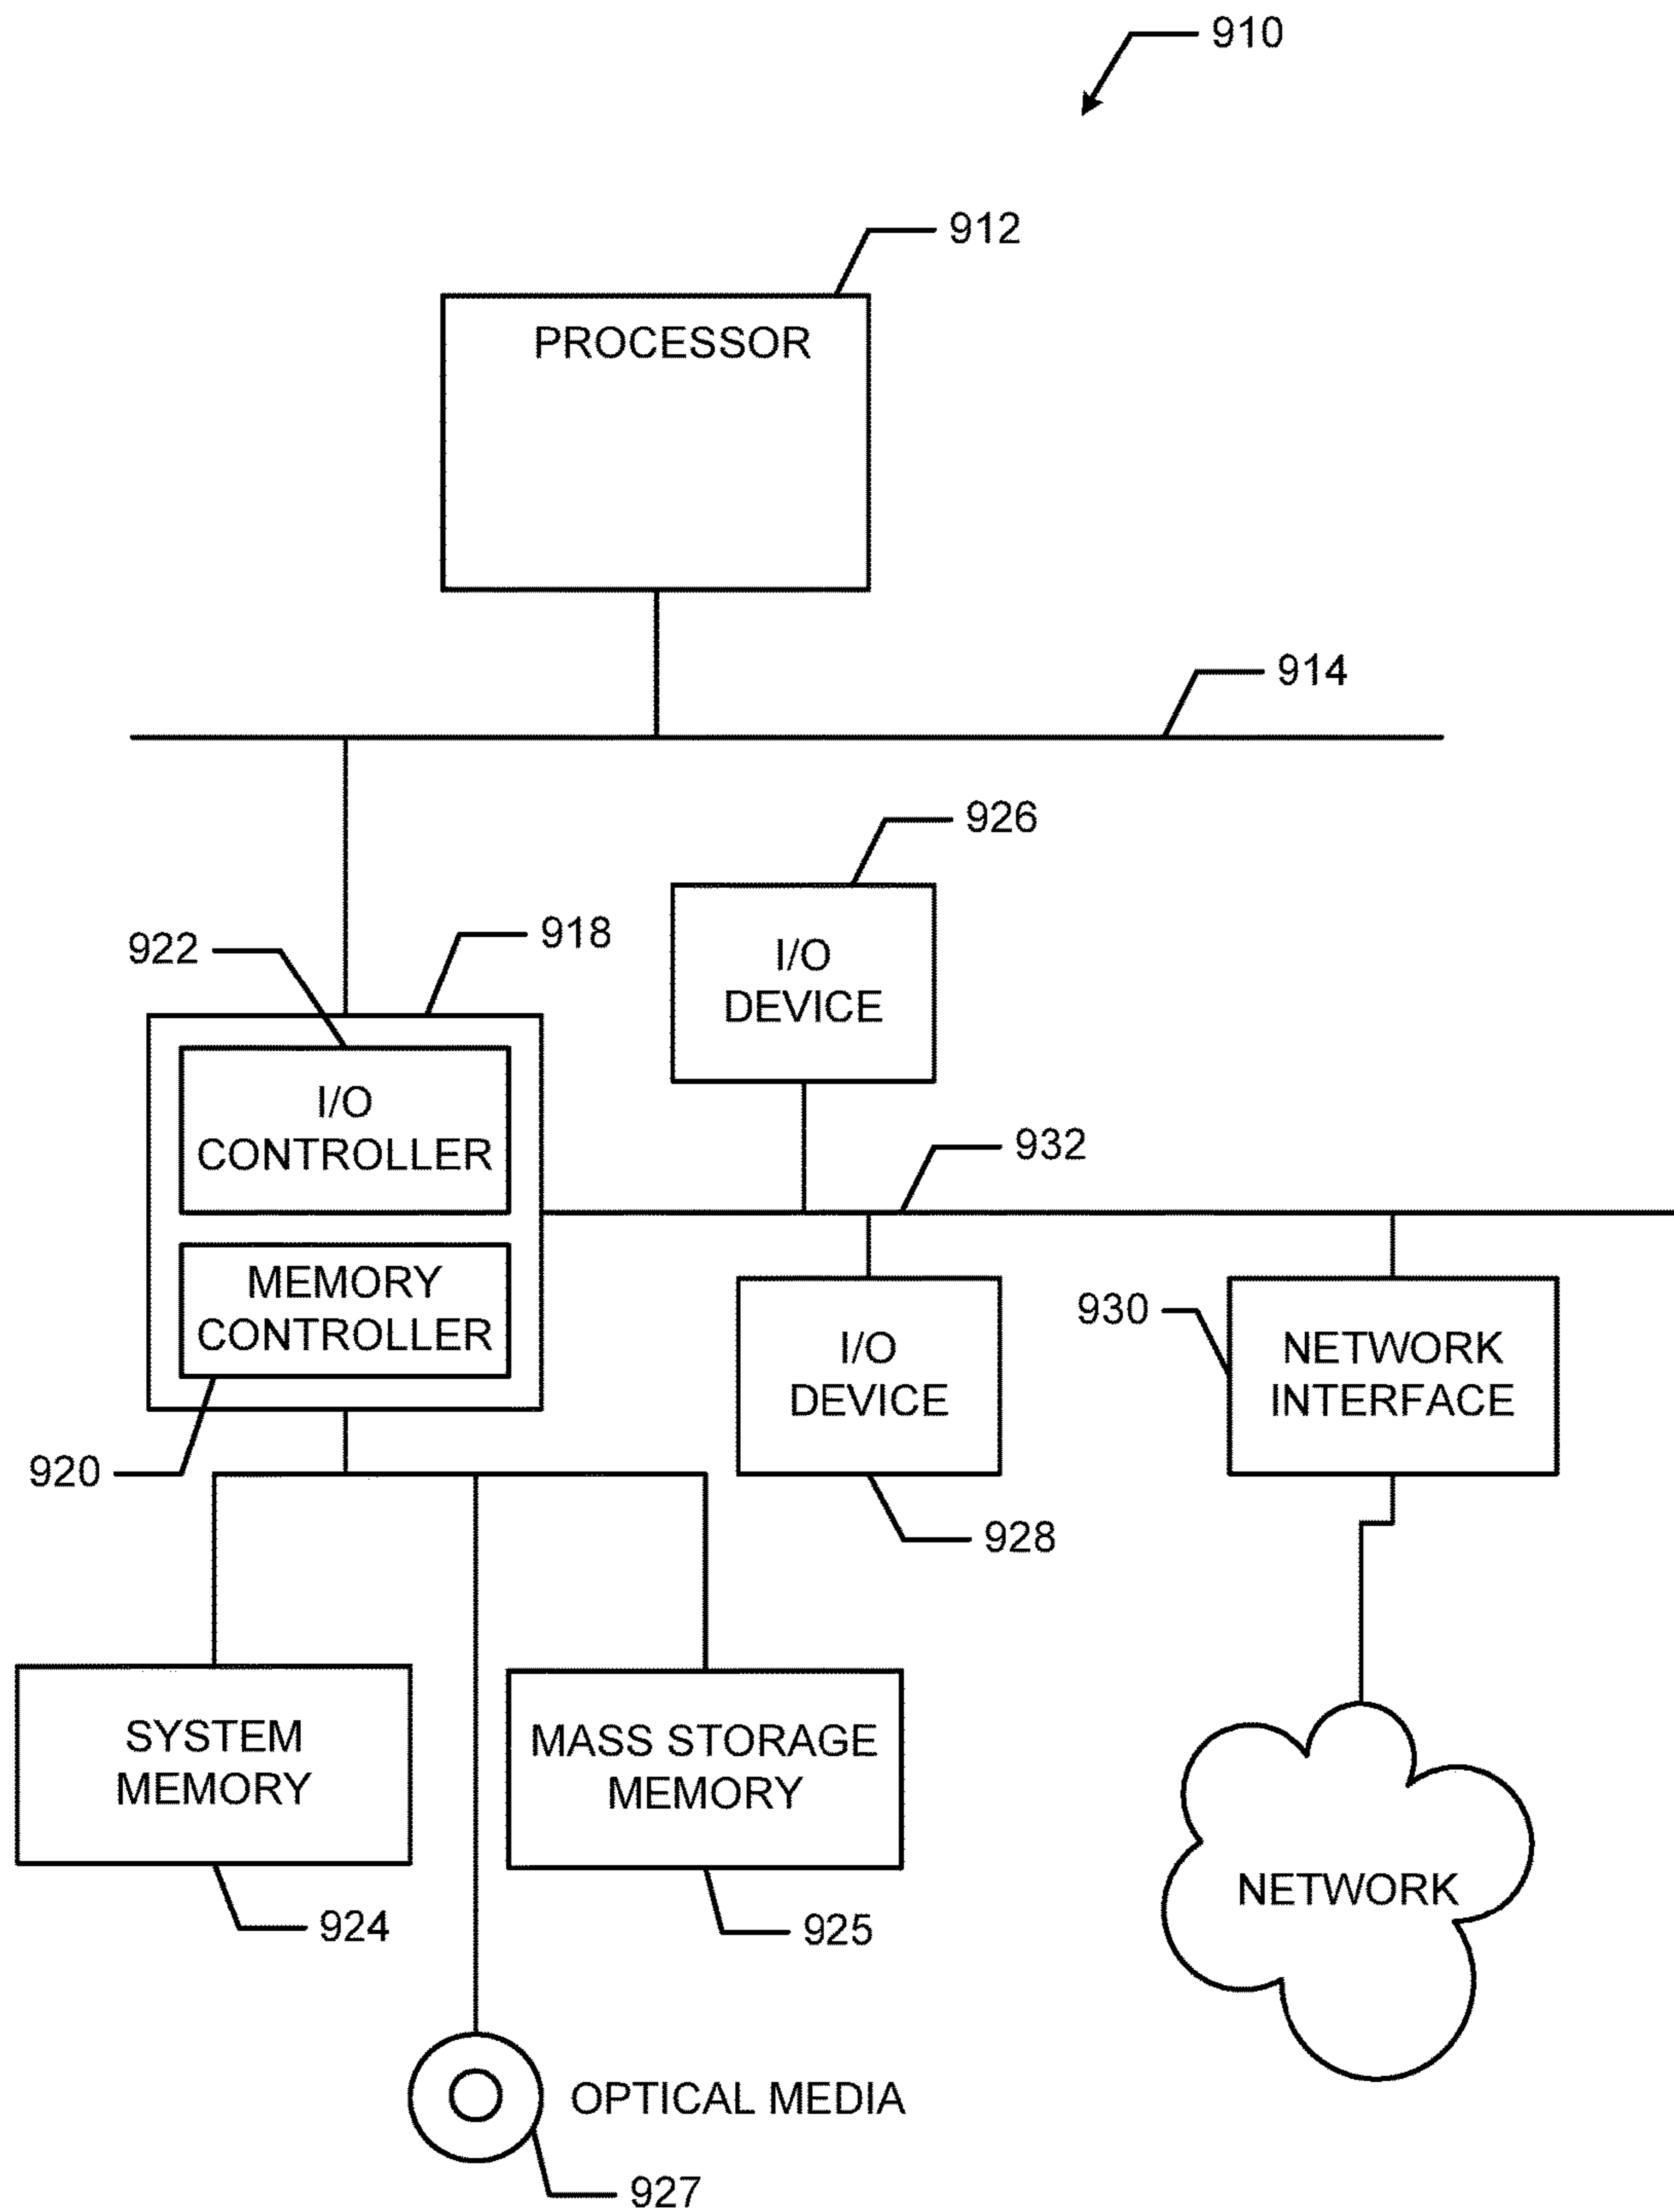 910
912
PROCESSOR
914
926
922
918
I/O
DEVICE
I/O
CONTROLLER
932
MEMORY
CONTROLLER
930
I/O
DEVICE
NETWORK
INTERFACE
920
928
SYSTEM
MEMORY
MASS STORAGE
MEMORY
NETWORK
924
925
OPTICAL MEDIA
927